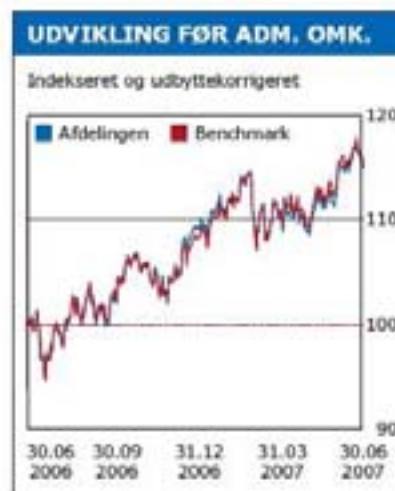 UDVIKLING FØR ADM. OMK.
Indekseret og udbyttekorrigeret
120
Afdelingen Benchmark
110
100
90
30.06 30.09 31.12 31.03 30.06
2006 2006 2006 2007 2007